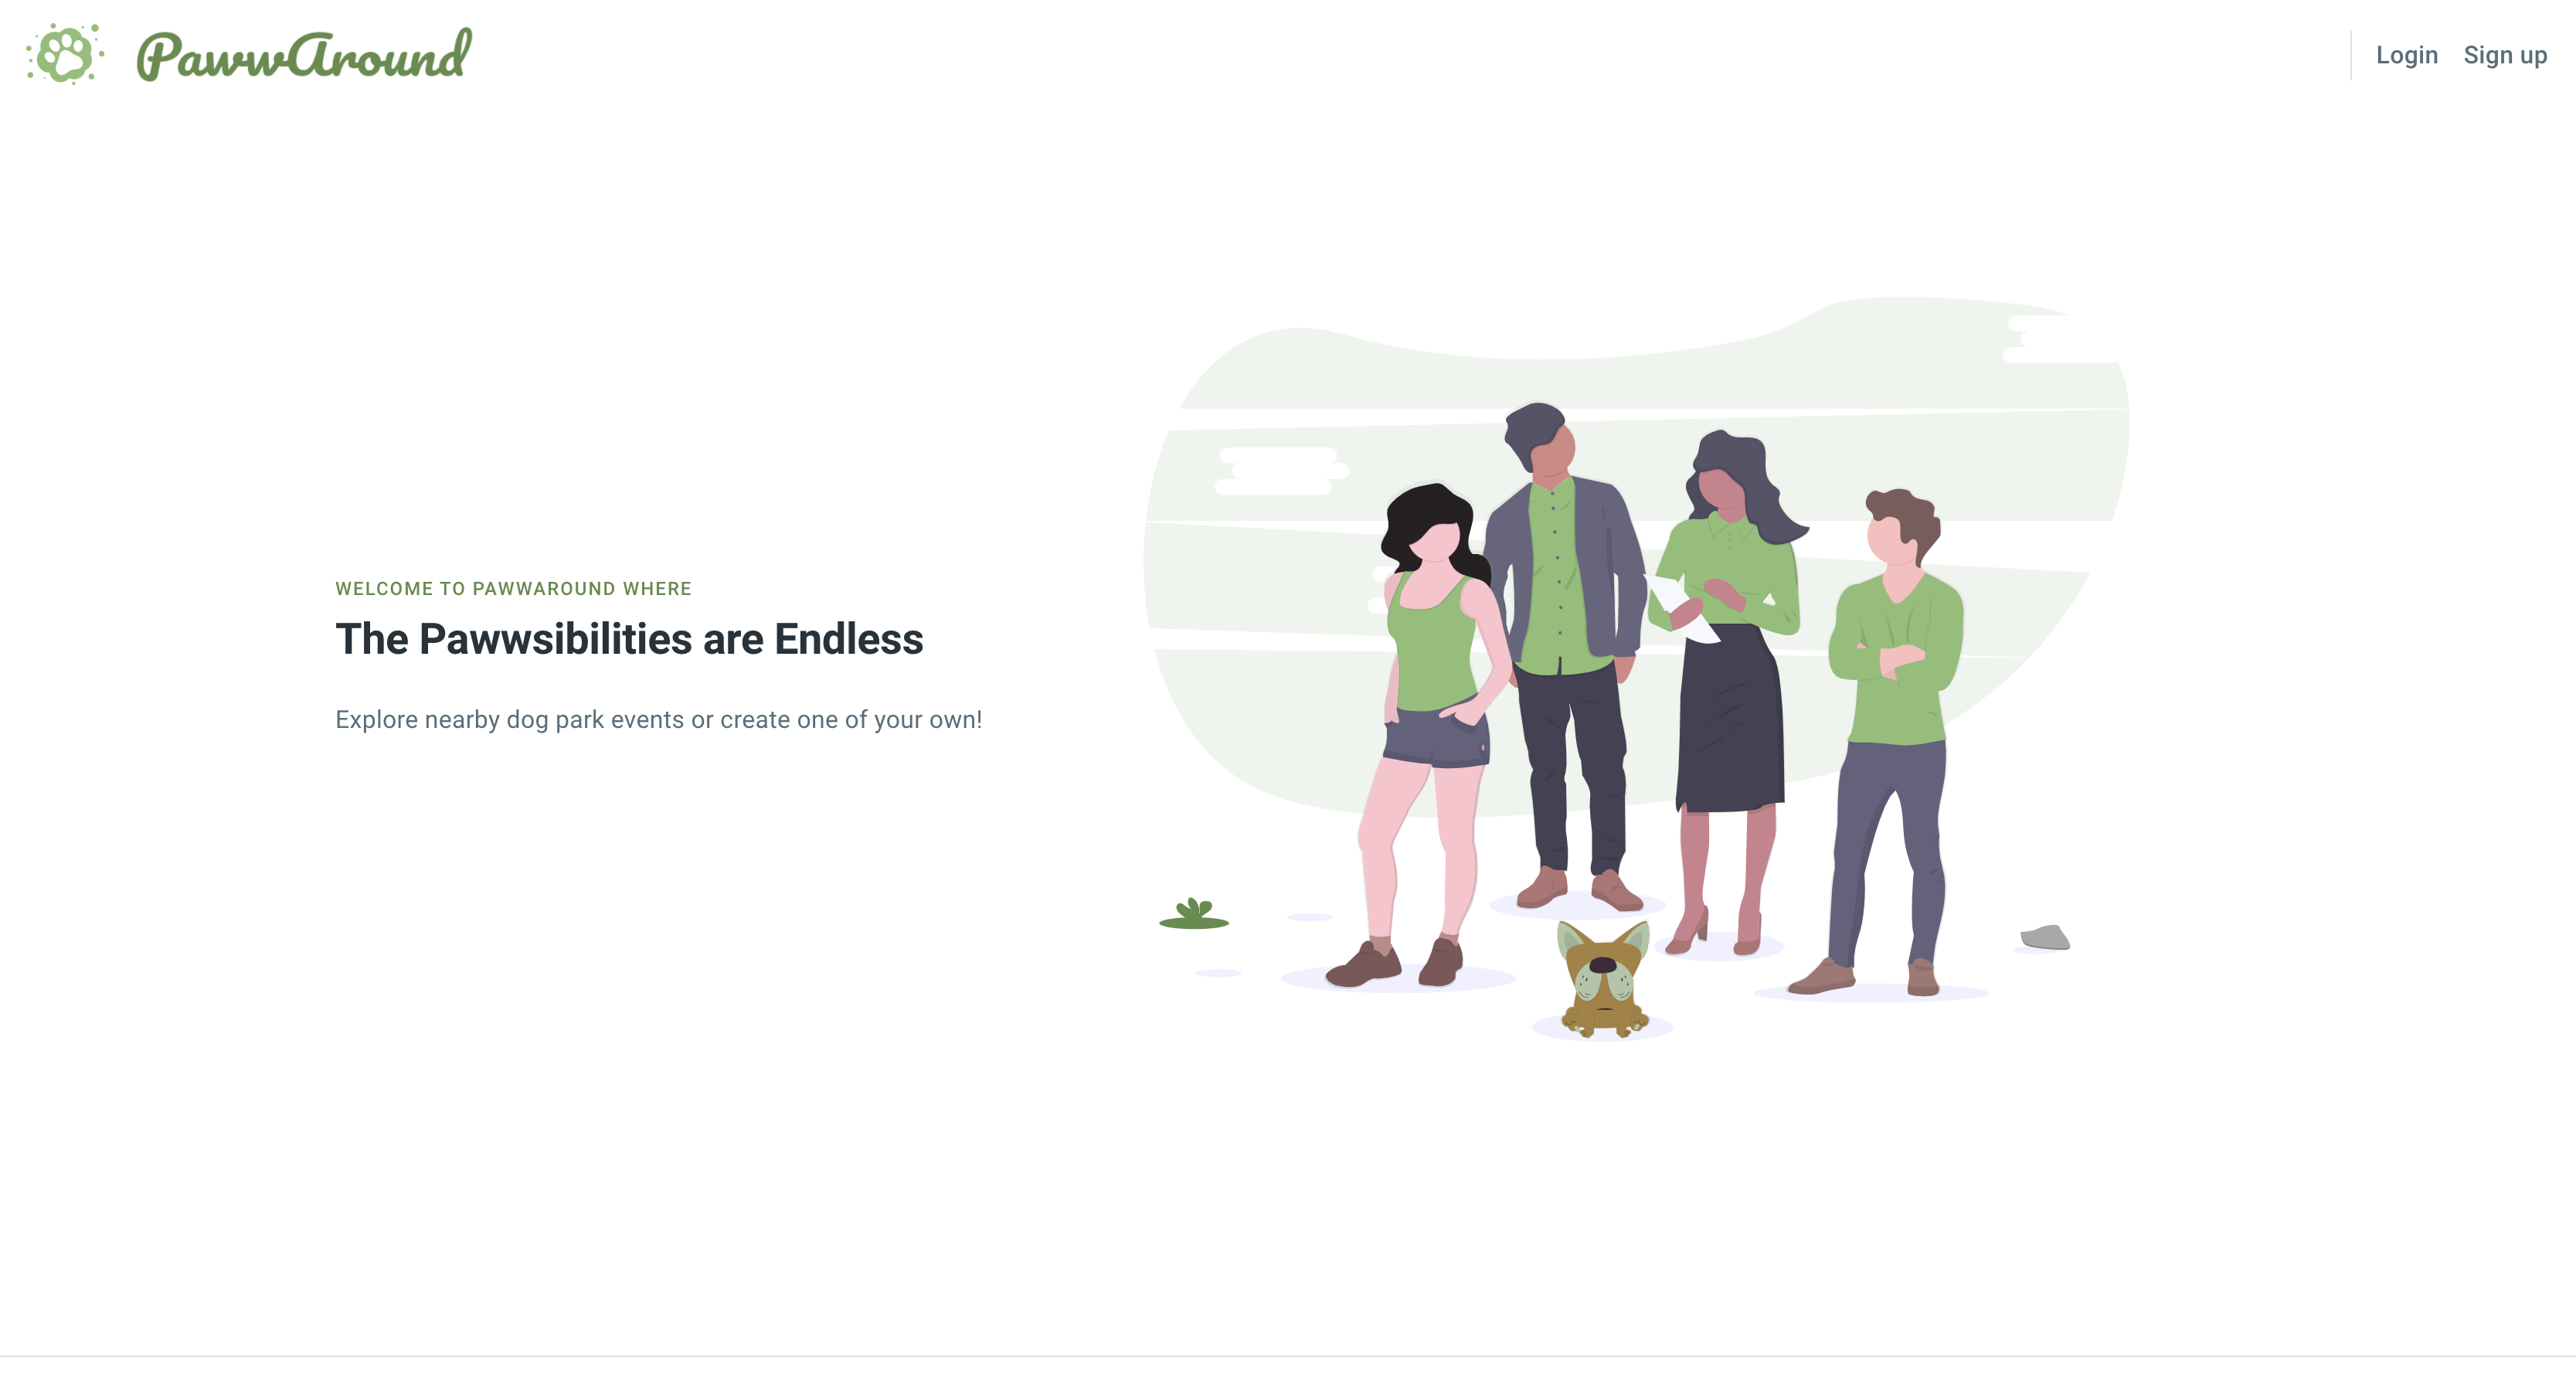 PawwAround
Login Sign up
WELCOME TO PAWWAROUND WHERE
The Pawwsibilities are Endless
Explore nearby dog park events or create one of your own!